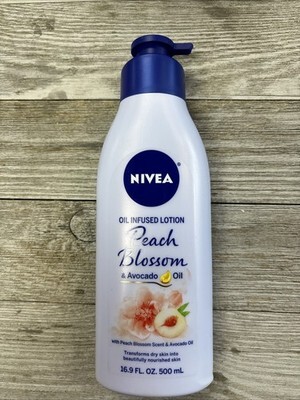 NIVEA
OIL INFUSED LOTION
Peach
Blossom
& Avocado Oil
with Peach Blossom Scent & Avocado Oil
Transforms dry skin into
beautifully nourished skin
16.9 FL. OZ. 500 mL